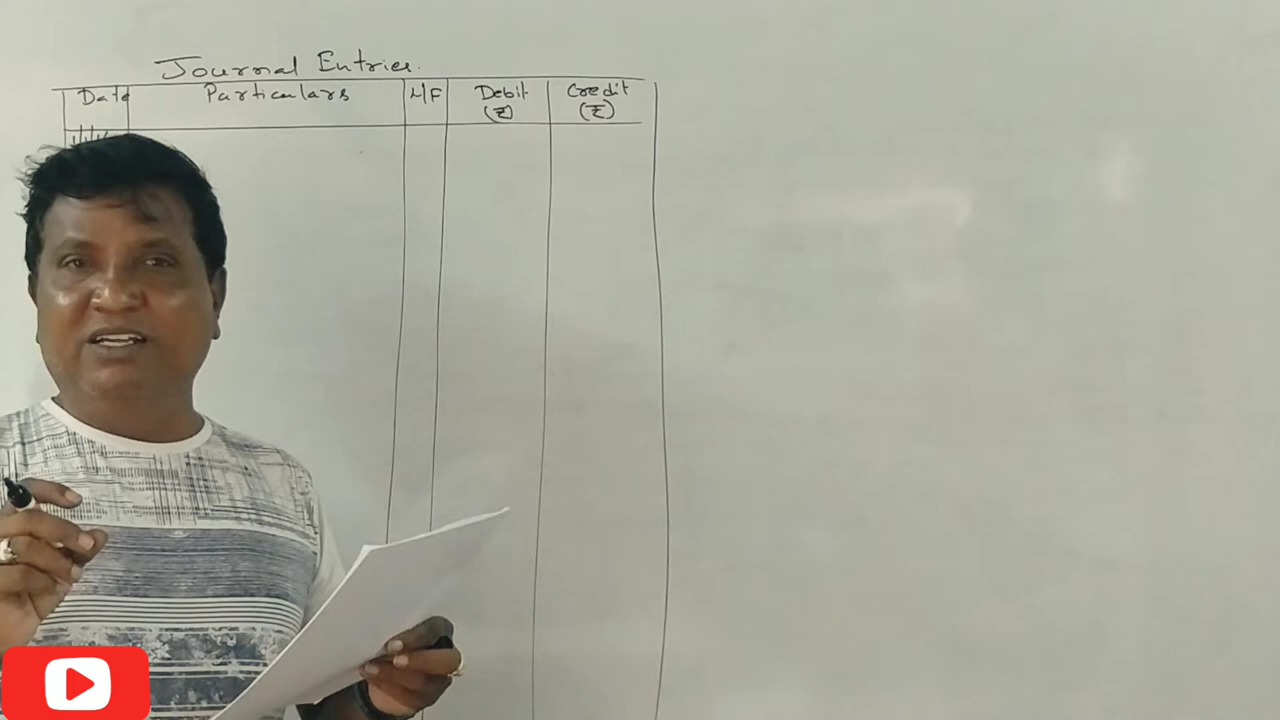 Journal Entries.
Date Particulars L/F Debit (₹) Credit (₹)